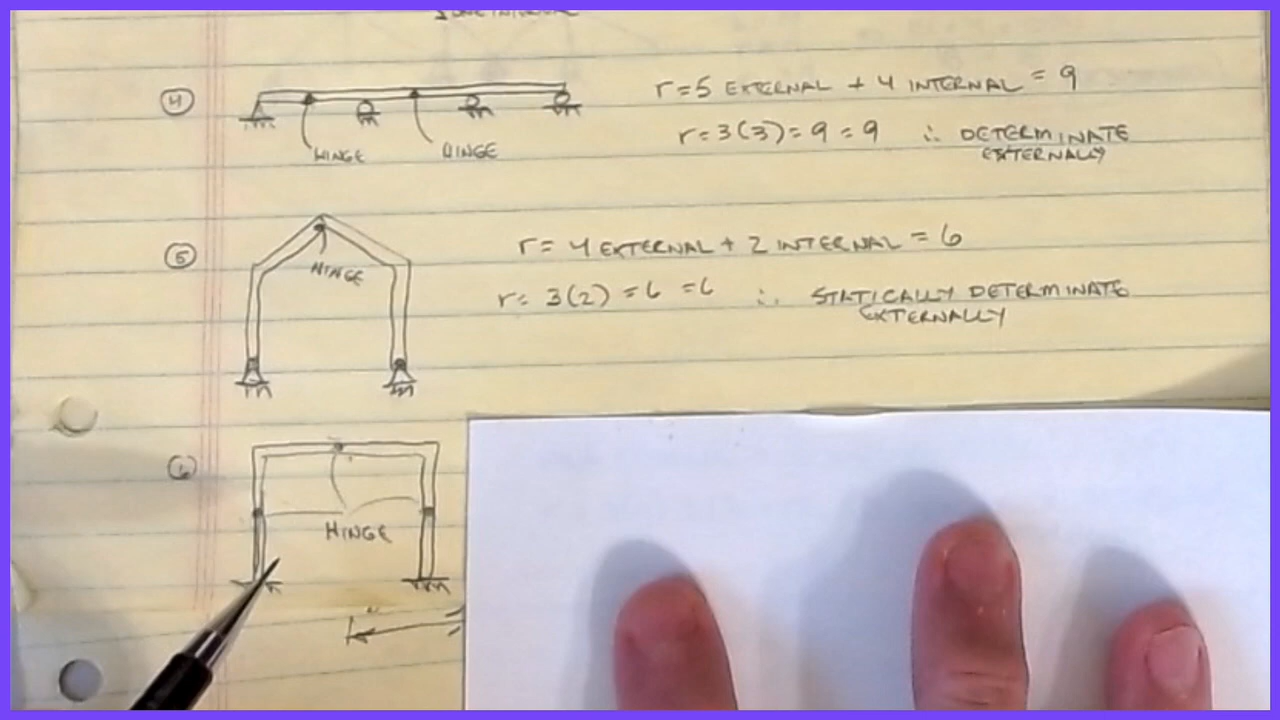 4
r=5 EXTERNAL + 4 INTERNAL = 9
r=3(3)=9=9 ∴ DETERMINATE
EXTERNALLY
HINGE HINGE
5
r= 4 EXTERNAL + 2 INTERNAL = 6
HINGE
r= 3(2) =6 =6 ∴ STATICALLY DETERMINATE
EXTERNALLY
6
HINGE